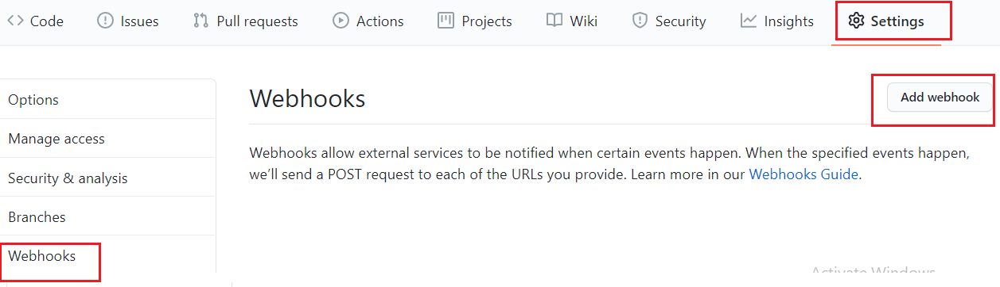 Code Issues Pull requests Actions Projects Wiki Security Insights Settings
Options
Manage access
Security & analysis
Branches
Webhooks
Webhooks
Add webhook
Webhooks allow external services to be notified when certain events happen. When the specified events happen,
we’ll send a POST request to each of the URLs you provide. Learn more in our Webhooks Guide.
Activate Windows